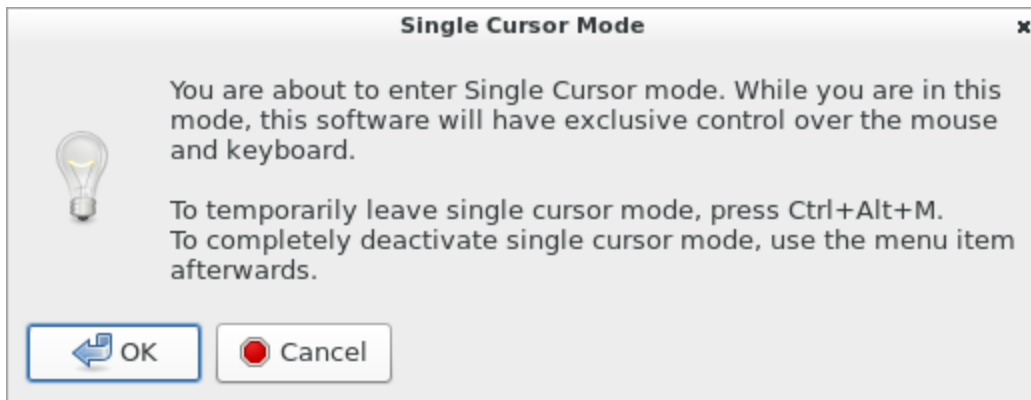 Single Cursor Mode
You are about to enter Single Cursor mode. While you are in this
mode, this software will have exclusive control over the mouse
and keyboard.
To temporarily leave single cursor mode, press Ctrl+Alt+M.
To completely deactivate single cursor mode, use the menu item
afterwards.
OK
Cancel